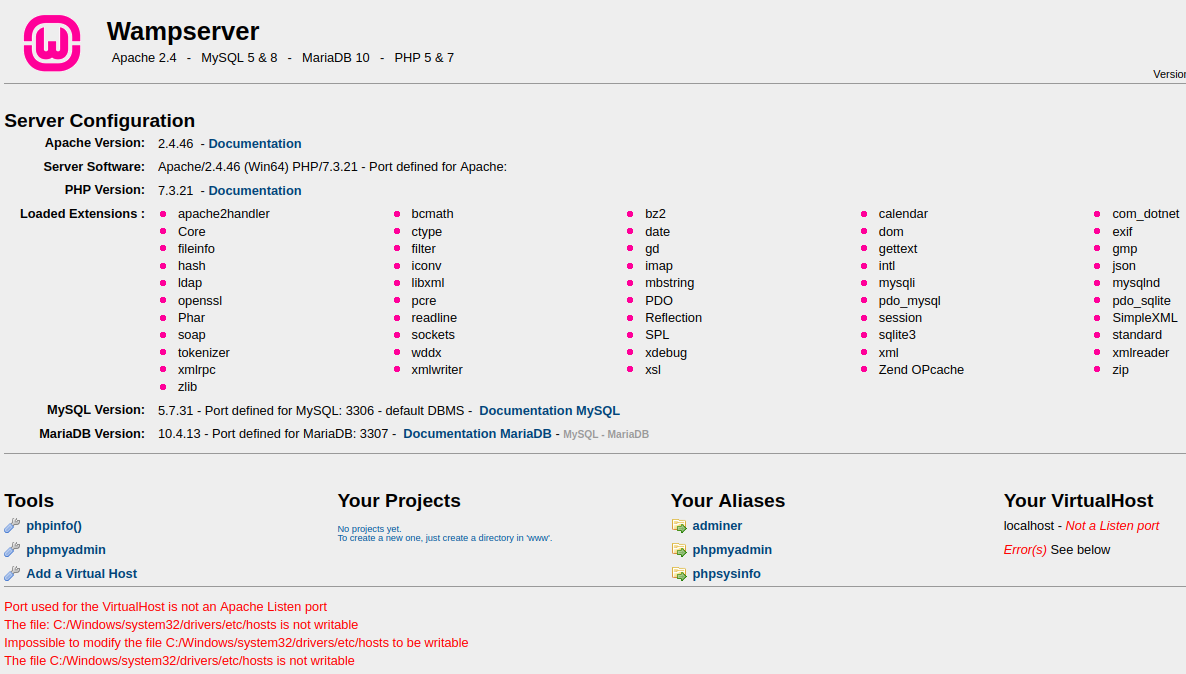 Wampserver
Apache 2.4 - MySQL 5 & 8 - MariaDB 10 - PHP 5 & 7
Version
Server Configuration
Apache Version: 2.4.46 - Documentation
Server Software: Apache/2.4.46 (Win64) PHP/7.3.21 - Port defined for Apache:
PHP Version: 7.3.21 - Documentation
Loaded Extensions : apache2handler bcmath bz2 calendar com_dotnet
Core ctype date dom exif
fileinfo filter gd gettext gmp
hash iconv imap intl json
ldap libxml mbstring mysqli mysqlnd
openssl pcre PDO pdo_mysql pdo_sqlite
Phar readline Reflection session SimpleXML
soap sockets SPL sqlite3 standard
tokenizer wddx xdebug xml xmlreader
xmlrpc xmlwriter xsl Zend OPcache zip
zlib
MySQL Version: 5.7.31 - Port defined for MySQL: 3306 - default DBMS - Documentation MySQL
MariaDB Version: 10.4.13 - Port defined for MariaDB: 3307 - Documentation MariaDB - MySQL - MariaDB
Tools
phpinfo()
phpmyadmin
Add a Virtual Host
Your Projects
No projects yet.
To create a new one, just create a directory in 'www'.
Your Aliases
adminer
phpmyadmin
phpsysinfo
Your VirtualHost
localhost - Not a Listen port
Error(s) See below
Port used for the VirtualHost is not an Apache Listen port
The file: C:/Windows/system32/drivers/etc/hosts is not writable
Impossible to modify the file C:/Windows/system32/drivers/etc/hosts to be writable
The file C:/Windows/system32/drivers/etc/hosts is not writable